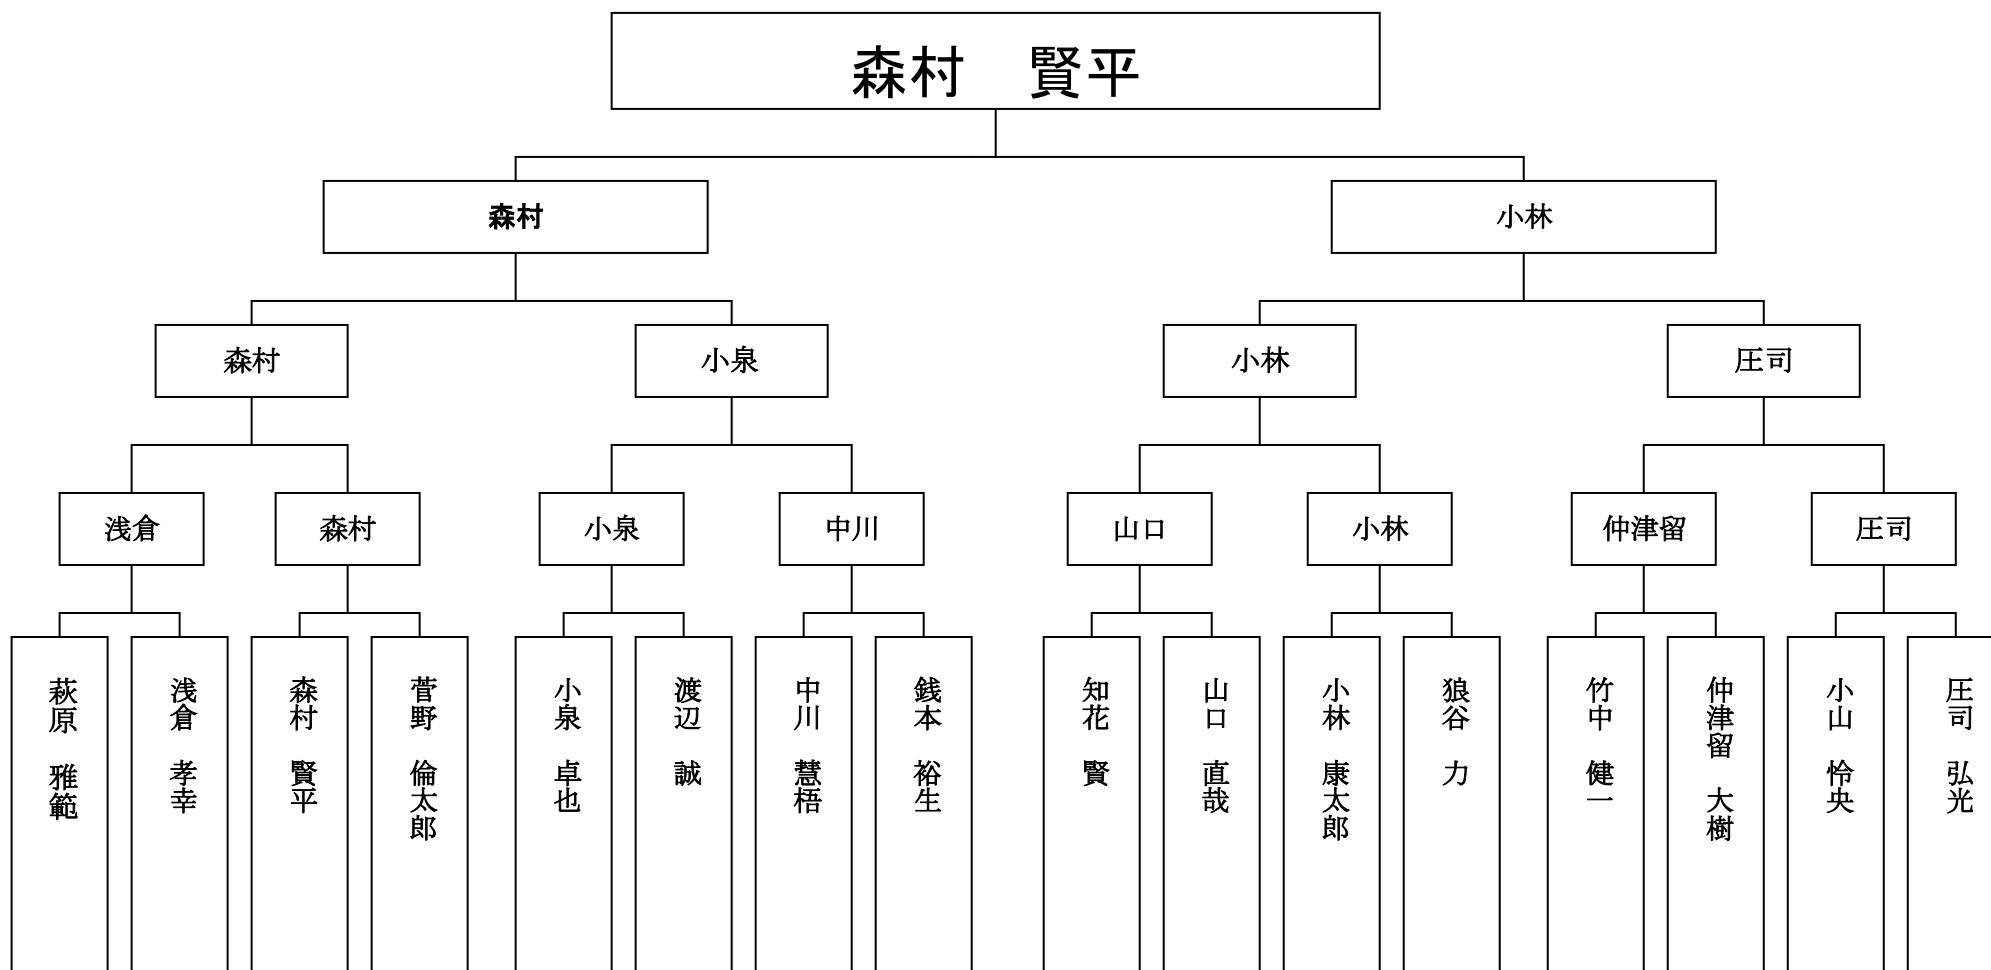 森村　賢平
森村
小林
森村
小泉
小林
圧司
浅倉
森村
小泉
中川
山口
小林
仲津留
圧司
萩原　雅範
浅倉　孝幸
森村　賢平
菅野　倫太郎
小泉　卓也
渡辺　誠
中川　慧梧
銭本　裕生
知花　賢
山口　直哉
小林　康太郎
狼谷　力
竹中　健一
仲津留　大樹
小山　怜央
圧司　弘光